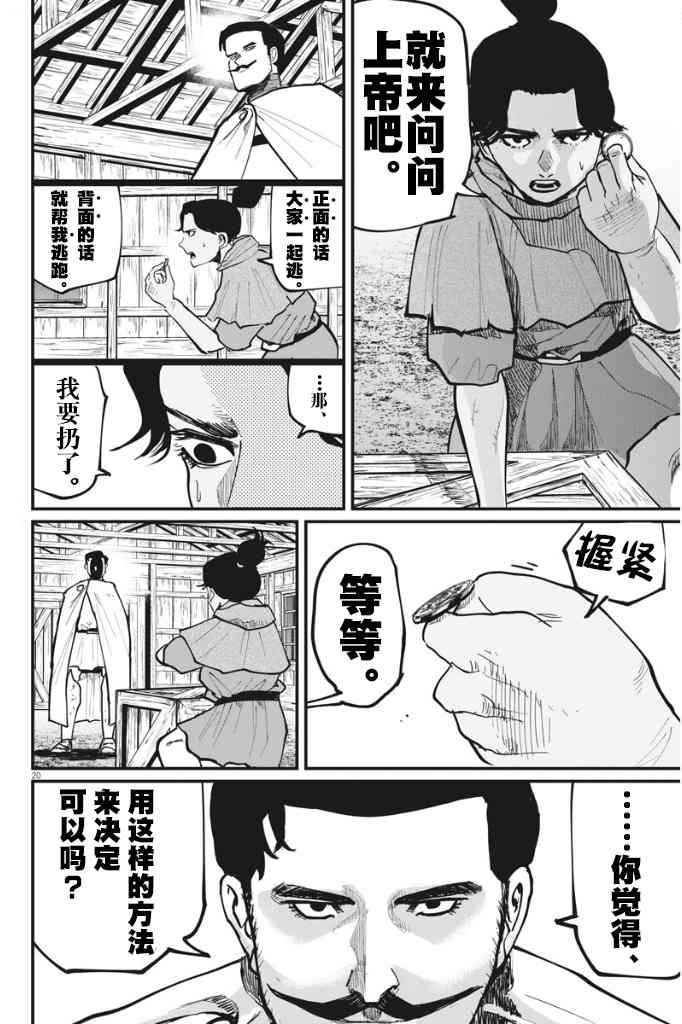 就来问问
上帝吧。
正面的话
大家一起逃。
背面的话
就帮我逃跑。
…那、
我要扔了。
握紧
等等。
20
……你觉得、
用这样的方法
来决定
可以吗？